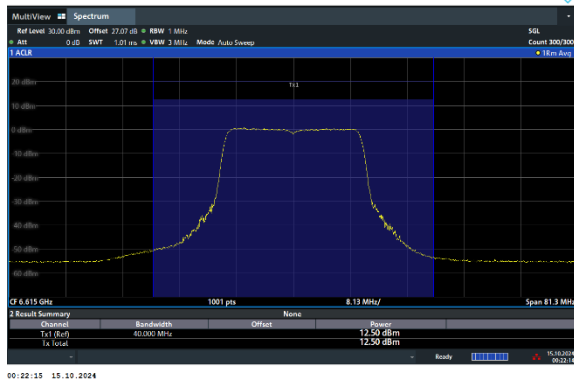 MultiView Spectrum
Ref Level 30.00 dBm Offset 27.07 dB RBW 1 MHz SGL
Att 0 dB SWT 1.01 ms VBW 3 MHz Mode Auto Sweep Count 300/300
1 ACLR 1Rm Avg
Tx1
20 dBm
10 dBm
0 dBm
-10 dBm
-20 dBm
-30 dBm
-40 dBm
-50 dBm
-60 dBm
CF 6.615 GHz 1001 pts 8.13 MHz/ Span 81.3 MHz
2 Result Summary None
Channel Bandwidth Offset Power
Tx1 (Ref) 40.000 MHz 12.50 dBm
Tx Total 12.50 dBm
Ready 15.10.2024
00:22:14
00:22:15 15.10.2024